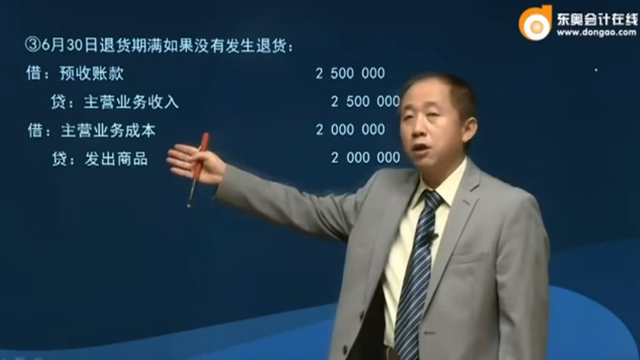 东奥会计在线
www.dongao.com
③6月30日退货期满如果没有发生退货：
借：预收账款 2 500 000
贷：主营业务收入 2 500 000
借：主营业务成本 2 000 000
贷：发出商品 2 000 000